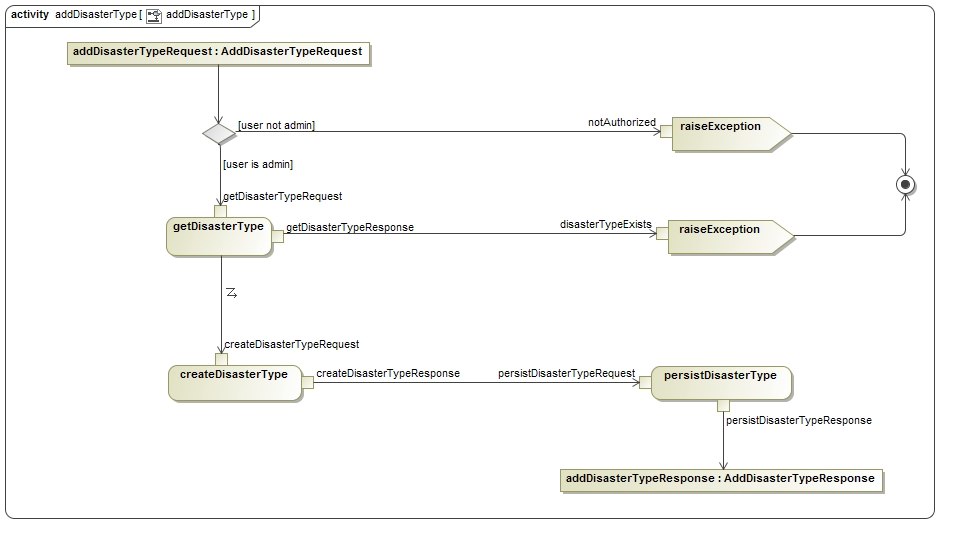 activity addDisasterType [ addDisasterType ]
addDisasterTypeRequest : AddDisasterTypeRequest
[user not admin]
notAuthorized
raiseException
[user is admin]
getDisasterTypeRequest
getDisasterType
getDisasterTypeResponse
disasterTypeExists
raiseException
createDisasterTypeRequest
createDisasterType
createDisasterTypeResponse
persistDisasterTypeRequest
persistDisasterType
persistDisasterTypeResponse
addDisasterTypeResponse : AddDisasterTypeResponse